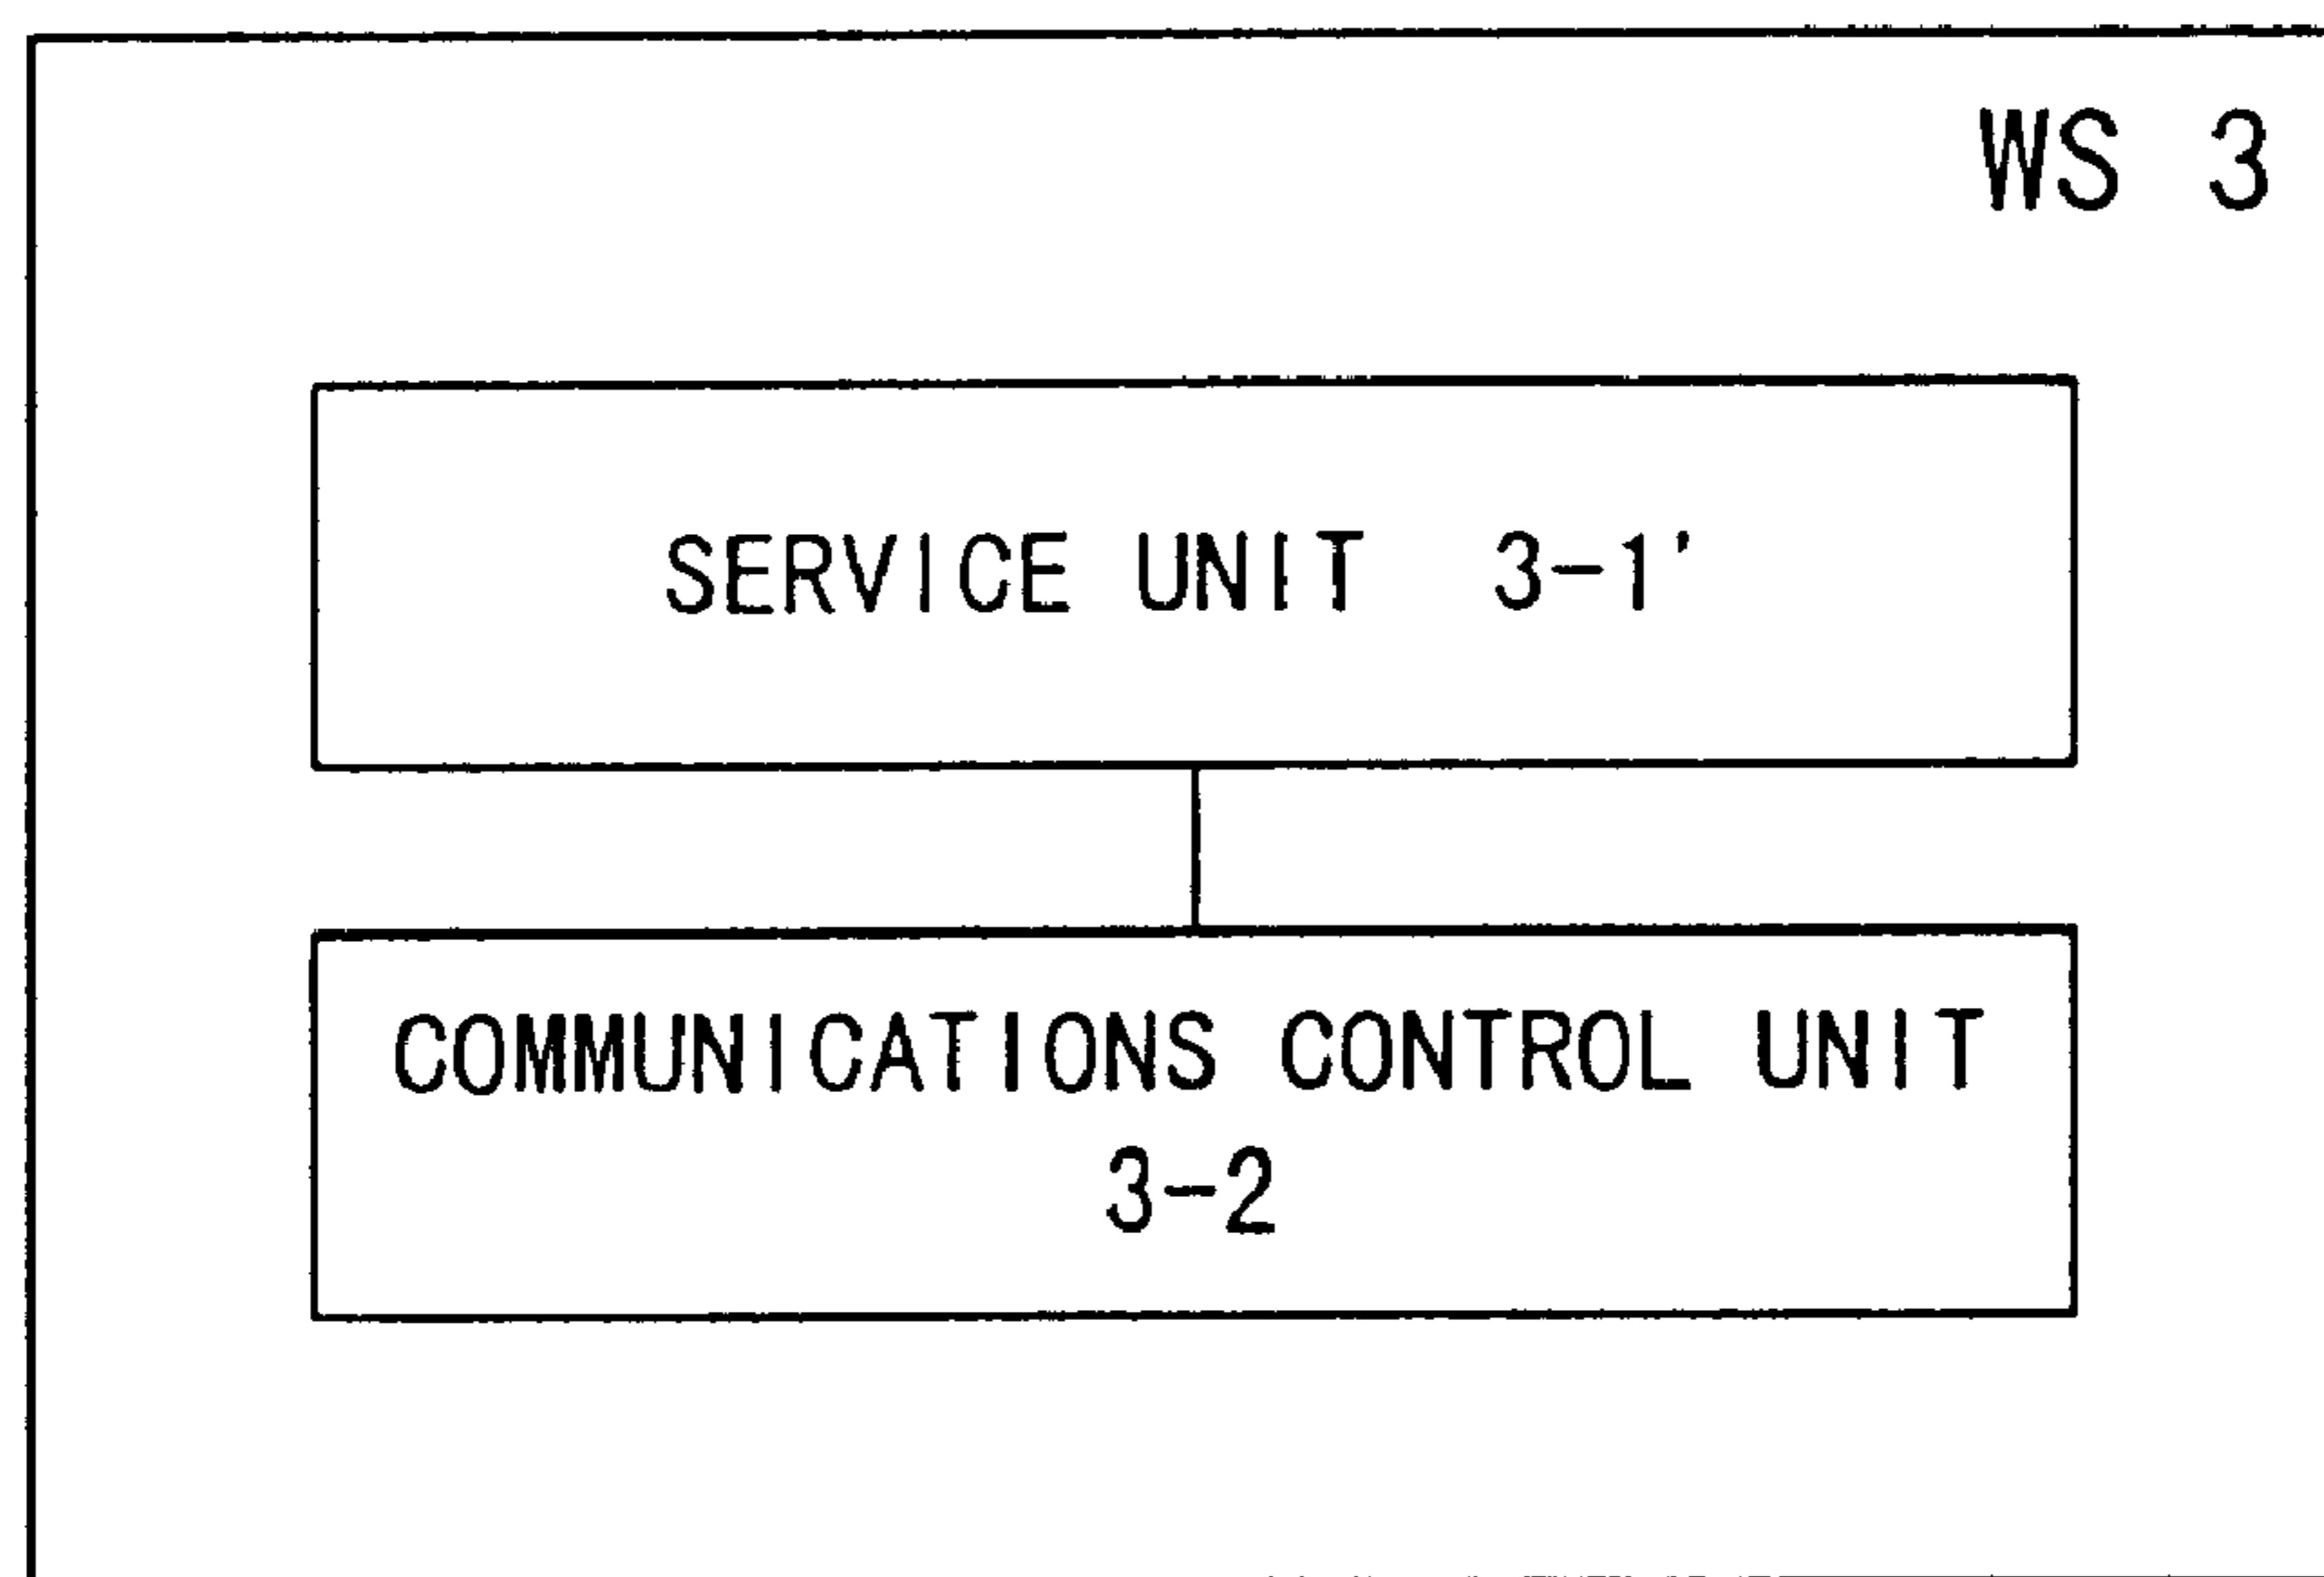 WS 3
SERVICE UNIT 3-1'
COMMUNICATIONS CONTROL UNIT
3-2